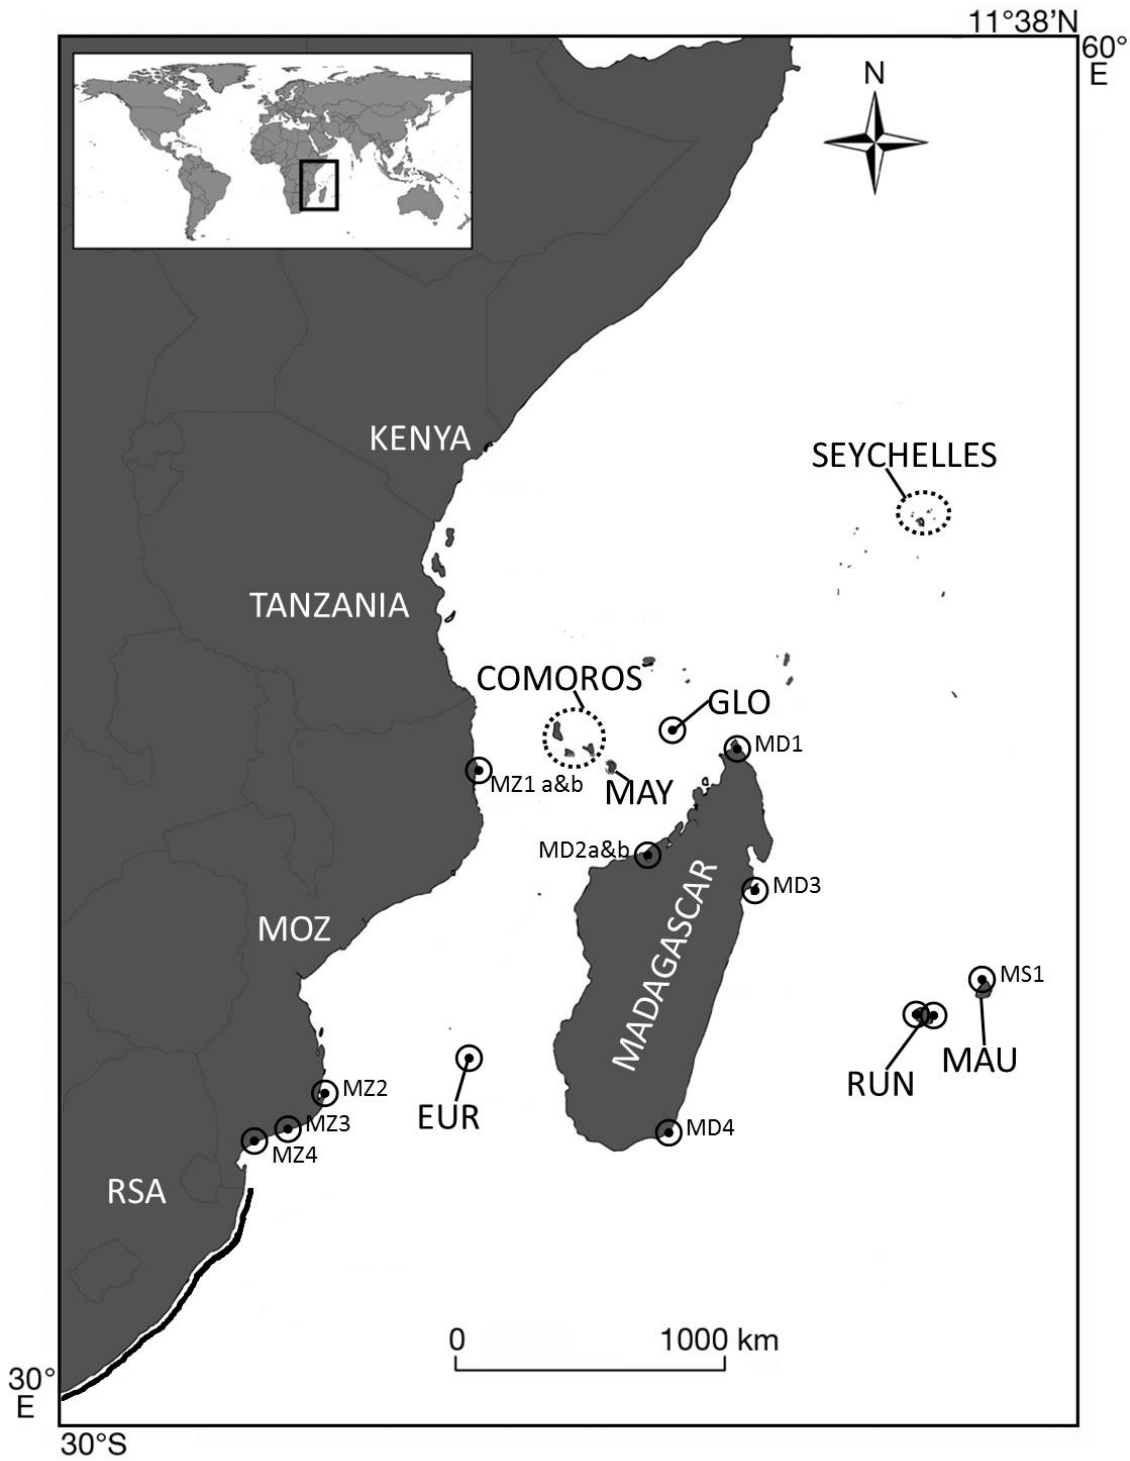 11°38'N
60°
E
N
KENYA
SEYCHELLES
TANZANIA
COMOROS
GLO
MD1
MZ1 a&b
MAY
MD2a&b
MD3
MADAGASCAR
MOZ
MS1
MAU
RUN
MZ2
EUR
MZ3
MD4
MZ4
RSA
0
1000 km
30°
E
30°S